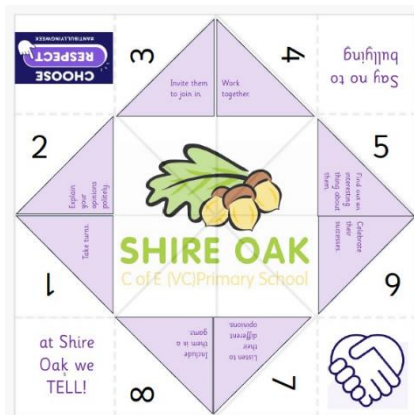 CHOOSE
RESPECT
#ANTIBULLYINGWEEK
3
4
Say no to
bullying
Invite them
to join in.
Work
together.
2
Explain
your
opinions
politely.
5
Find out an
interesting
thing about
them.
SHIRE OAK
C of E (VC)Primary School
1
Take turns.
6
Celebrate
their
successes.
at Shire
Oak we
TELL!
8
Include
them in a
game.
7
Listen to
their
different
opinions.